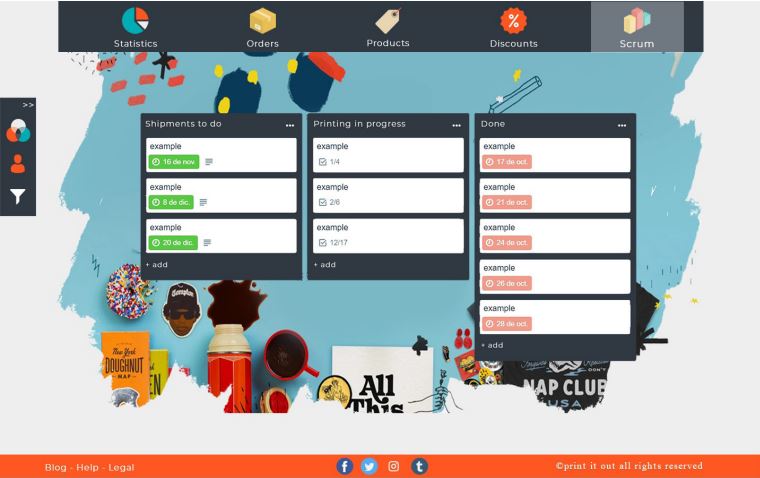 Statistics
Orders
Products
Discounts
Scrum
>>
Shipments to do
example
16 de nov.
example
8 de dic.
example
20 de dic.
+ add
Printing in progress
example
1/4
example
2/6
example
12/17
+ add
Done
example
17 de oct.
example
21 de oct.
example
24 de oct.
example
26 de oct.
example
28 de oct.
+ add
New York
DOUGHNUT
MAP
EN
All
This
NAP CLUB
USA
Blog - Help - Legal
©print it out all rights reserved